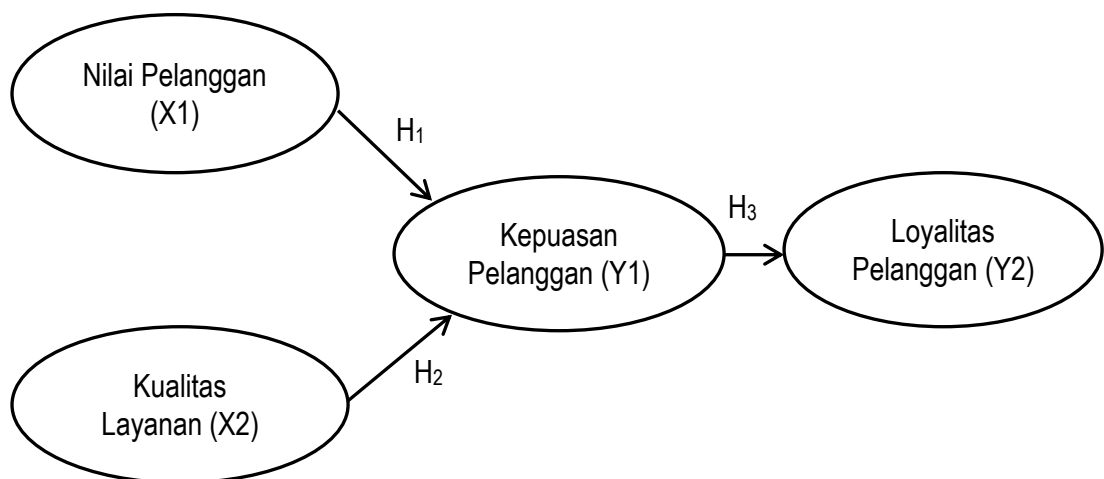 Nilai Pelanggan
(X1)
H₁
Kepuasan
Pelanggan (Y1)
H₃
Loyalitas
Pelanggan (Y2)
Kualitas
Layanan (X2)
H₂